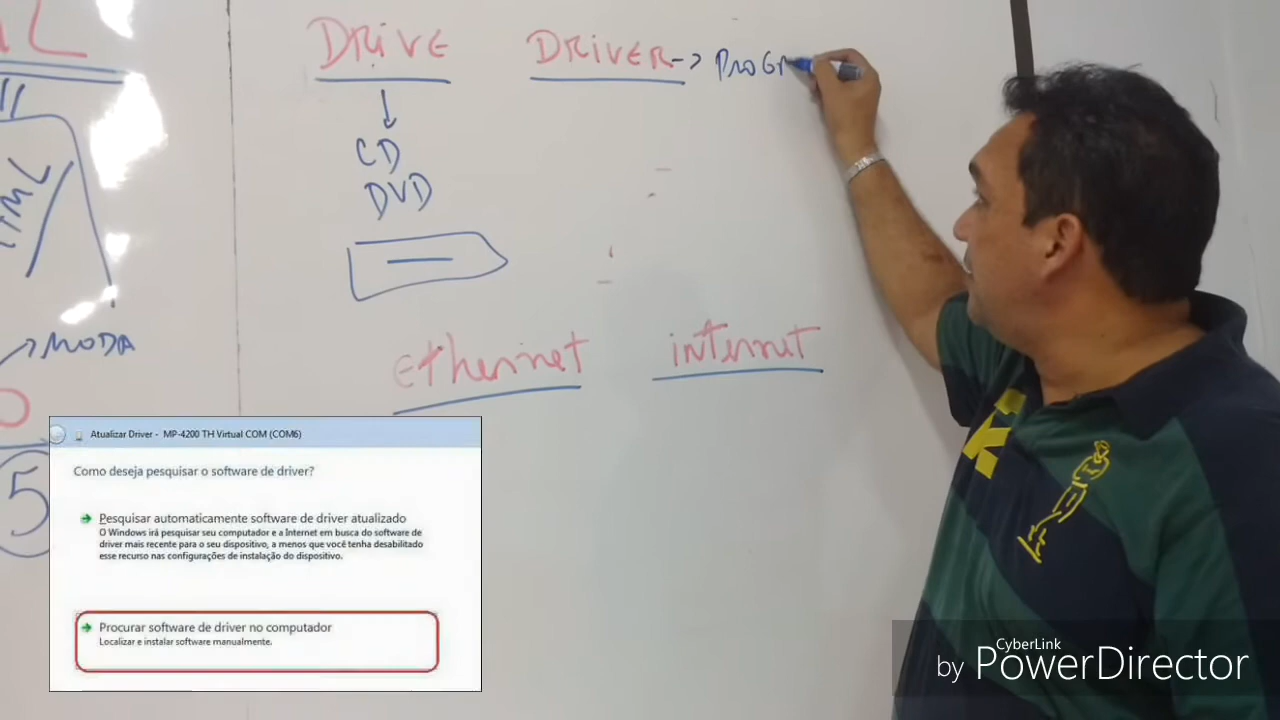 DRIVE DRIVER -> PROGR
CD
DVD
MODA
ethernet internet
5
Atualizar Driver - MP-4200 TH Virtual COM (COM6)
Como deseja pesquisar o software de driver?
Pesquisar automaticamente software de driver atualizado
O Windows irá pesquisar seu computador e a Internet em busca do software de
driver mais recente para o seu dispositivo, a menos que você tenha desabilitado
esse recurso nas configurações de instalação do dispositivo.
Procurar software de driver no computador
Localizar e instalar software manualmente.
CyberLink
by PowerDirector